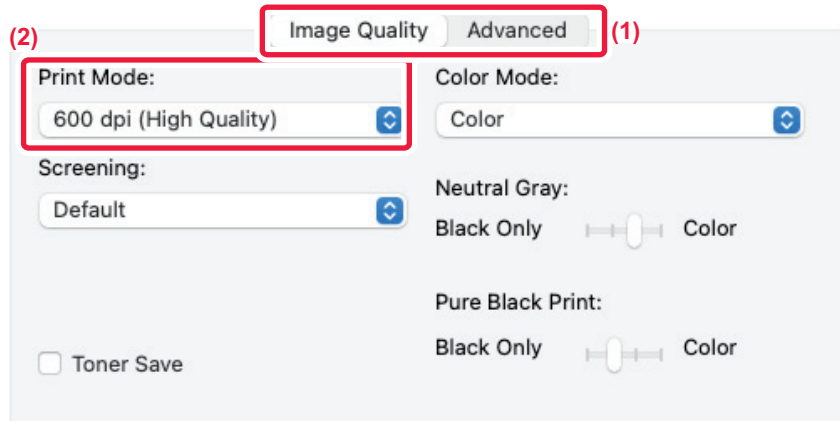 Image Quality Advanced (1)
(2)
Print Mode:
600 dpi (High Quality)
Screening:
Default
Toner Save
Color Mode:
Color
Neutral Gray:
Black Only Color
Pure Black Print:
Black Only Color